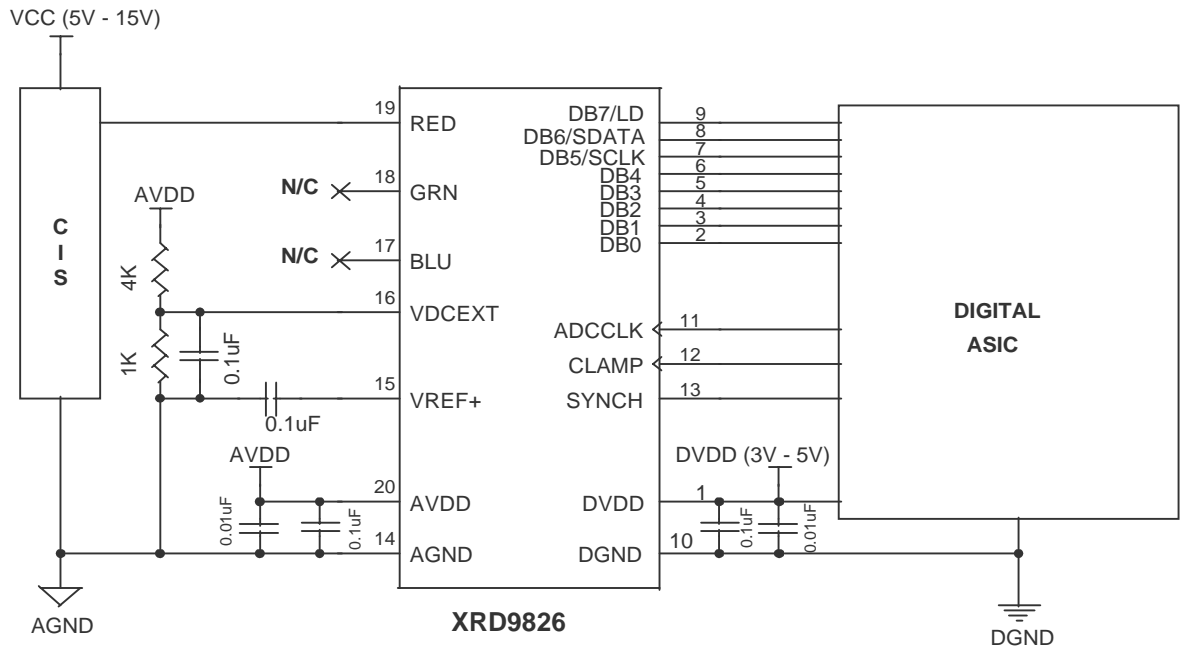 VCC (5V - 15V)
C
I
S
AVDD
4K
1K
0.1uF
0.1uF
N/C
N/C
AVDD
0.01uF
0.1uF
AGND
19
18
17
16
15
20
14
RED
GRN
BLU
VDCEXT
VREF+
AVDD
AGND
DB7/LD
DB6/SDATA
DB5/SCLK
DB4
DB3
DB2
DB1
DB0
ADCCLK
CLAMP
SYNCH
DVDD
DGND
9
8
7
6
5
4
3
2
11
12
13
1
10
DVDD (3V - 5V)
0.1uF
0.01uF
DIGITAL
ASIC
DGND
XRD9826